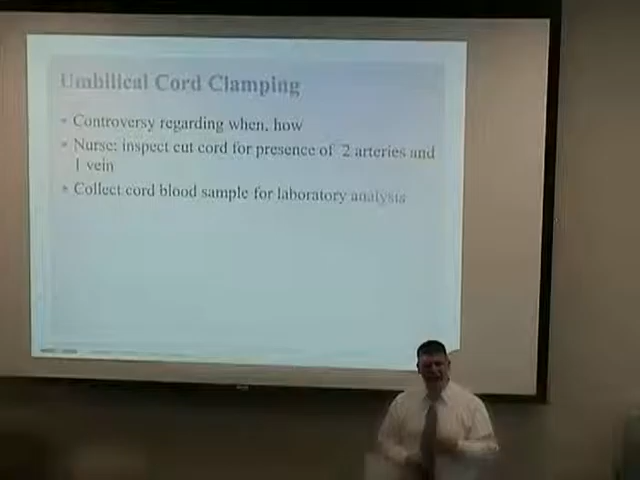 Umbilical Cord Clamping
Controversy regarding when, how
Nurse: inspect cut cord for presence of 2 arteries and
1 vein
Collect cord blood sample for laboratory analysis